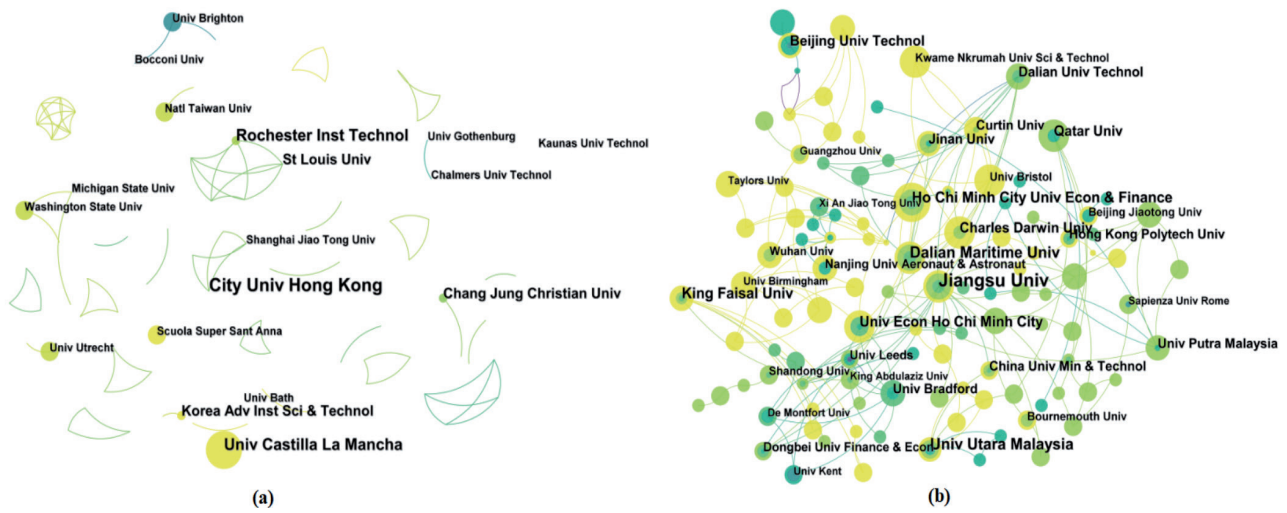 Univ Brighton
Bocconi Univ
Natl Taiwan Univ
Rochester Inst Technol
Univ Gothenburg
Kaunas Univ Technol
St Louis Univ
Chalmers Univ Technol
Michigan State Univ
Washington State Univ
Shanghai Jiao Tong Univ
City Univ Hong Kong
Chang Jung Christian Univ
Scuola Super Sant Anna
Univ Utrecht
Univ Bath
Korea Adv Inst Sci & Technol
Univ Castilla La Mancha
(a)
Beijing Univ Technol
Kwame Nkrumah Univ Sci & Technol
Dalian Univ Technol
Curtin Univ
Qatar Univ
Jinan Univ
Guangzhou Univ
Taylors Univ
Univ Bristol
Ho Chi Minh City Univ Econ & Finance
Xi An Jiao Tong Univ
Beijing Jiaotong Univ
Charles Darwin Univ
Hong Kong Polytech Univ
Wuhan Univ
Dalian Maritime Univ
Nanjing Univ Aeronaut & Astronaut
Univ Birmingham
Jiangsu Univ
King Faisal Univ
Sapienza Univ Rome
Univ Econ Ho Chi Minh City
Univ Putra Malaysia
Univ Leeds
Shandong Univ
King Abdulaziz Univ
China Univ Min & Technol
Univ Bradford
De Montfort Univ
Bournemouth Univ
Dongbei Univ Finance & Econ
Univ Utara Malaysia
Univ Kent
(b)